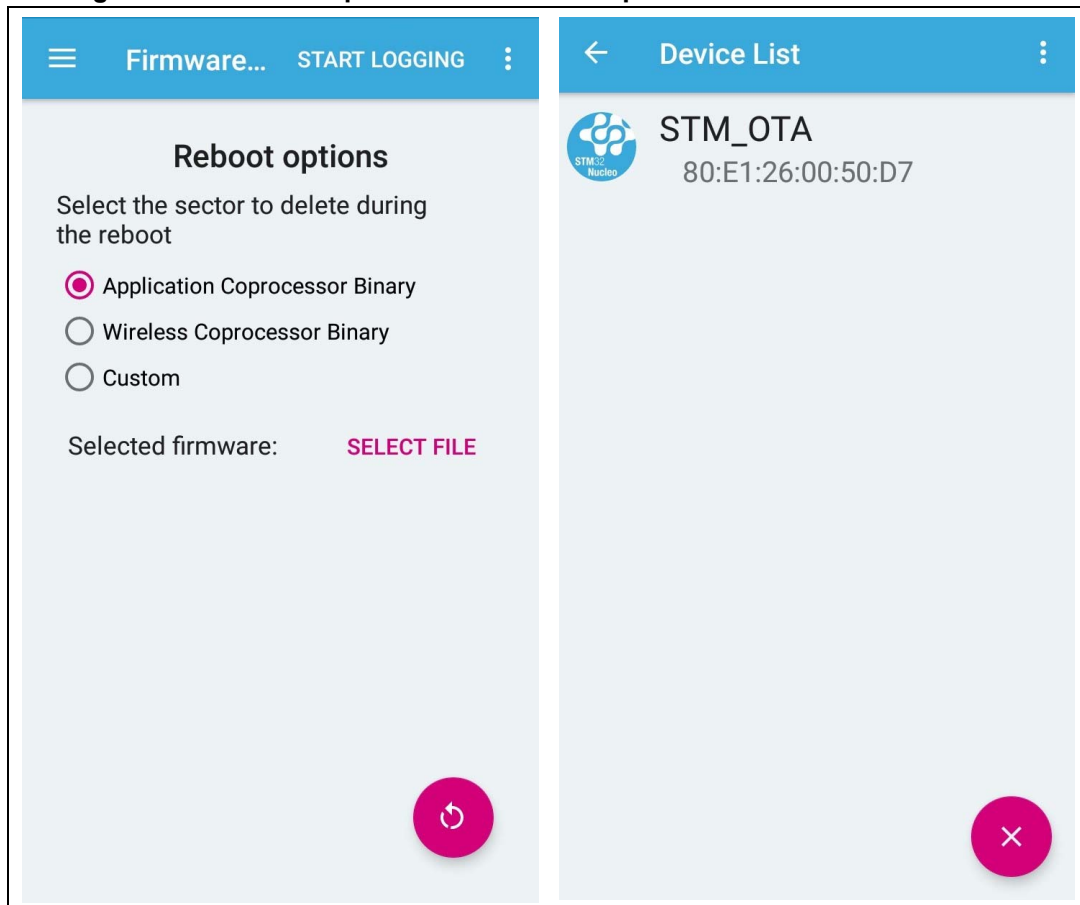 Firmware... START LOGGING
Reboot options
Select the sector to delete during
the reboot
Application Coprocessor Binary
Wireless Coprocessor Binary
Custom
Selected firmware: SELECT FILE
Device List
STM32
Nucleo
STM_OTA
80:E1:26:00:50:D7